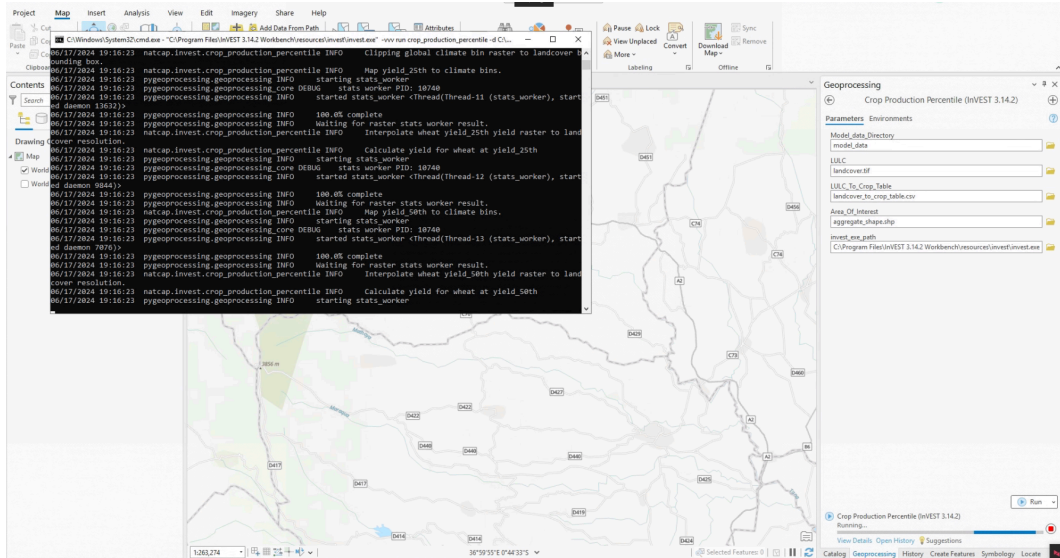 Project Map Insert Analysis View Edit Imagery Share Help
Cut
Paste
Add Data From Path
Attributes
Pause Lock
View Unplaced
More
Convert
Download Map
Sync
Remove
Clipboard
Labeling
Offline
C:\Windows\System32\cmd.exe - "C:\Program Files\InVEST 3.14.2 Workbench\resources\invest\invest.exe" -vvv run crop_production_percentile -d C:\...
06/17/2024 19:16:23 natcap.invest.crop_production_percentile INFO Clipping global climate bin raster to landcover b
ounding box.
06/17/2024 19:16:23 natcap.invest.crop_production_percentile INFO Map yield_25th to climate bins.
06/17/2024 19:16:23 pygeoprocessing.geoprocessing INFO starting stats_worker
06/17/2024 19:16:23 pygeoprocessing.geoprocessing_core DEBUG stats worker PID: 10740
06/17/2024 19:16:23 pygeoprocessing.geoprocessing INFO started stats_worker <Thread(Thread-11 (stats_worker), start
ed daemon 13632)>
06/17/2024 19:16:23 pygeoprocessing.geoprocessing INFO 100.0% complete
06/17/2024 19:16:23 pygeoprocessing.geoprocessing INFO Waiting for raster stats worker result.
06/17/2024 19:16:23 natcap.invest.crop_production_percentile INFO Interpolate wheat yield_25th yield raster to land
cover resolution.
06/17/2024 19:16:23 natcap.invest.crop_production_percentile INFO Calculate yield for wheat at yield_25th
06/17/2024 19:16:23 pygeoprocessing.geoprocessing INFO starting stats_worker
06/17/2024 19:16:23 pygeoprocessing.geoprocessing_core DEBUG stats worker PID: 10740
06/17/2024 19:16:23 pygeoprocessing.geoprocessing INFO started stats_worker <Thread(Thread-12 (stats_worker), start
ed daemon 9844)>
06/17/2024 19:16:23 pygeoprocessing.geoprocessing INFO 100.0% complete
06/17/2024 19:16:23 pygeoprocessing.geoprocessing INFO Waiting for raster stats worker result.
06/17/2024 19:16:23 natcap.invest.crop_production_percentile INFO Map yield_50th to climate bins.
06/17/2024 19:16:23 pygeoprocessing.geoprocessing INFO starting stats_worker
06/17/2024 19:16:23 pygeoprocessing.geoprocessing_core DEBUG stats worker PID: 10740
06/17/2024 19:16:23 pygeoprocessing.geoprocessing INFO started stats_worker <Thread(Thread-13 (stats_worker), start
ed daemon 7076)>
06/17/2024 19:16:23 pygeoprocessing.geoprocessing INFO 100.0% complete
06/17/2024 19:16:23 pygeoprocessing.geoprocessing INFO Waiting for raster stats worker result.
06/17/2024 19:16:23 natcap.invest.crop_production_percentile INFO Interpolate wheat yield_50th yield raster to land
cover resolution.
06/17/2024 19:16:23 natcap.invest.crop_production_percentile INFO Calculate yield for wheat at yield_50th
06/17/2024 19:16:23 pygeoprocessing.geoprocessing INFO starting stats_worker
Contents
Search
Drawing
Map
World
World
D451
D451
D456
C74
C74
A2
D429
C73
3856 m
D460
D427
D422
D422
A2
D440
D440
D440
B6
A2
D417
D417
D425
D419
D414
D414
D424
1:263,274
36°59'55"E 0°44'33"S
Selected Features: 0
Geoprocessing
Crop Production Percentile (InVEST 3.14.2)
Parameters Environments
Model_data_Directory
model_data
LULC
landcover.tif
LULC_To_Crop_Table
landcover_to_crop_table.csv
Area_Of_Interest
aggregate_shape.shp
invest_exe_path
C:\Program Files\InVEST 3.14.2 Workbench\resources\invest\invest.exe
Run
Crop Production Percentile (InVEST 3.14.2)
Running...
View Details Open History Suggestions
Catalog Geoprocessing History Create Features Symbology Locate